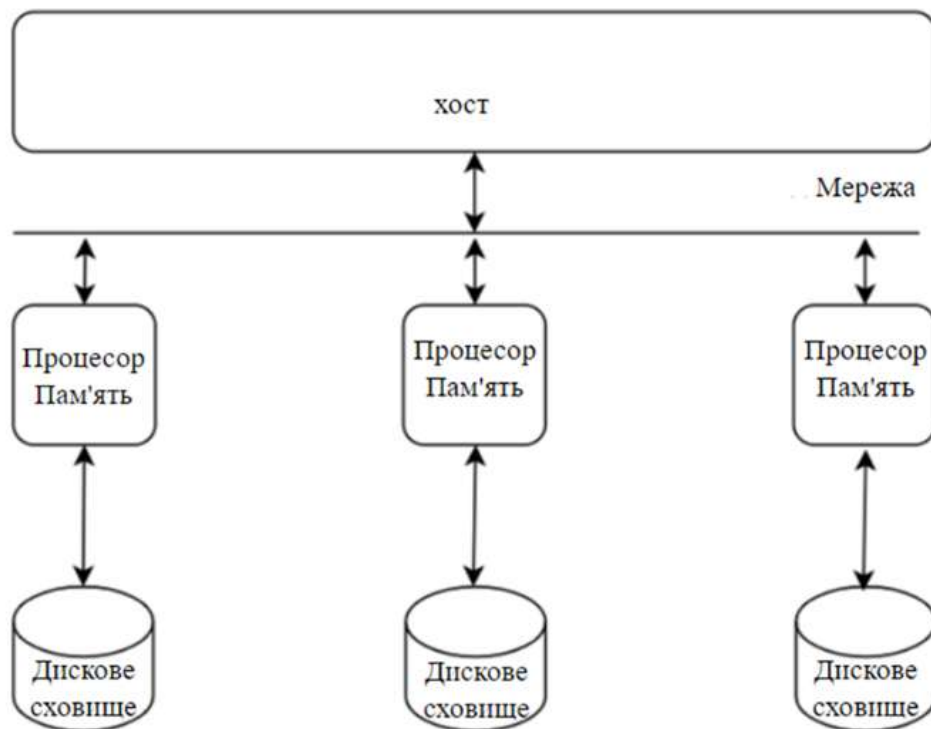 хост
Мережа
Процесор
Пам'ять
Процесор
Пам'ять
Процесор
Пам'ять
Дискове
сховище
Дискове
сховище
Дискове
сховище